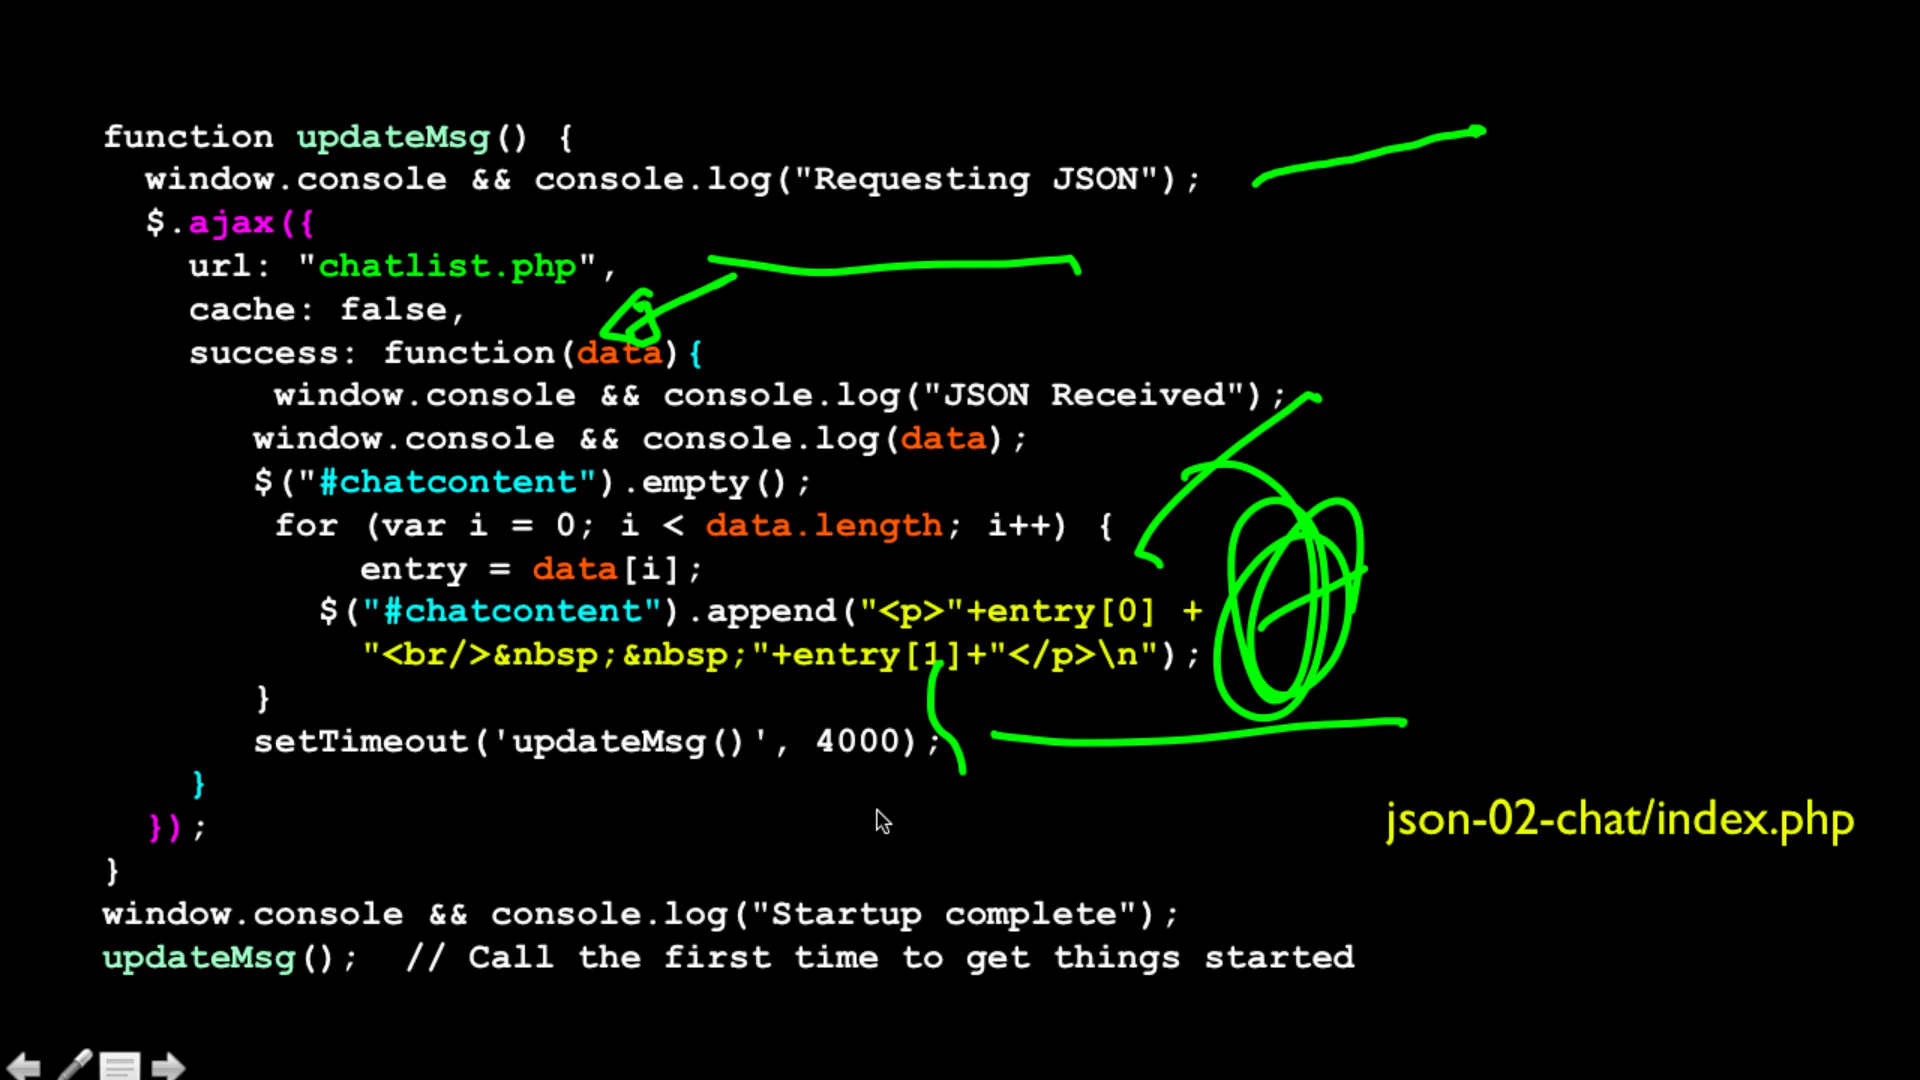 function updateMsg() {
window.console && console.log("Requesting JSON");
$.ajax({
url: "chatlist.php",
cache: false,
success: function(data){
window.console && console.log("JSON Received");
window.console && console.log(data);
$("#chatcontent").empty();
for (var i = 0; i < data.length; i++) {
entry = data[i];
$("#chatcontent").append("<p>"+entry[0] +
"<br/>&nbsp;&nbsp;"+entry[1]+"</p>\n");
}
setTimeout('updateMsg()', 4000);
}
});
json-02-chat/index.php
}
window.console && console.log("Startup complete");
updateMsg(); // Call the first time to get things started